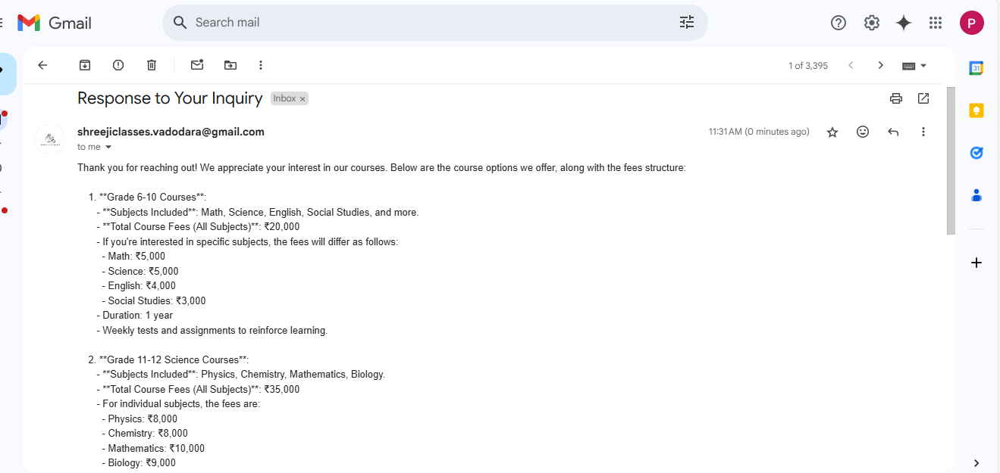 Gmail
Search mail
P
1 of 3,395
31
Response to Your Inquiry
Inbox ×
shreejiclasses.vadodara@gmail.com
11:31 AM (0 minutes ago)
to me
Thank you for reaching out! We appreciate your interest in our courses. Below are the course options we offer, along with the fees structure:
1. **Grade 6-10 Courses**:
- **Subjects Included**: Math, Science, English, Social Studies, and more.
- **Total Course Fees (All Subjects)**: ₹20,000
- If you're interested in specific subjects, the fees will differ as follows:
- Math: ₹5,000
- Science: ₹5,000
- English: ₹4,000
- Social Studies: ₹3,000
- Duration: 1 year
- Weekly tests and assignments to reinforce learning.
2. **Grade 11-12 Science Courses**:
- **Subjects Included**: Physics, Chemistry, Mathematics, Biology.
- **Total Course Fees (All Subjects)**: ₹35,000
- For individual subjects, the fees are:
- Physics: ₹8,000
- Chemistry: ₹8,000
- Mathematics: ₹10,000
- Biology: ₹9,000